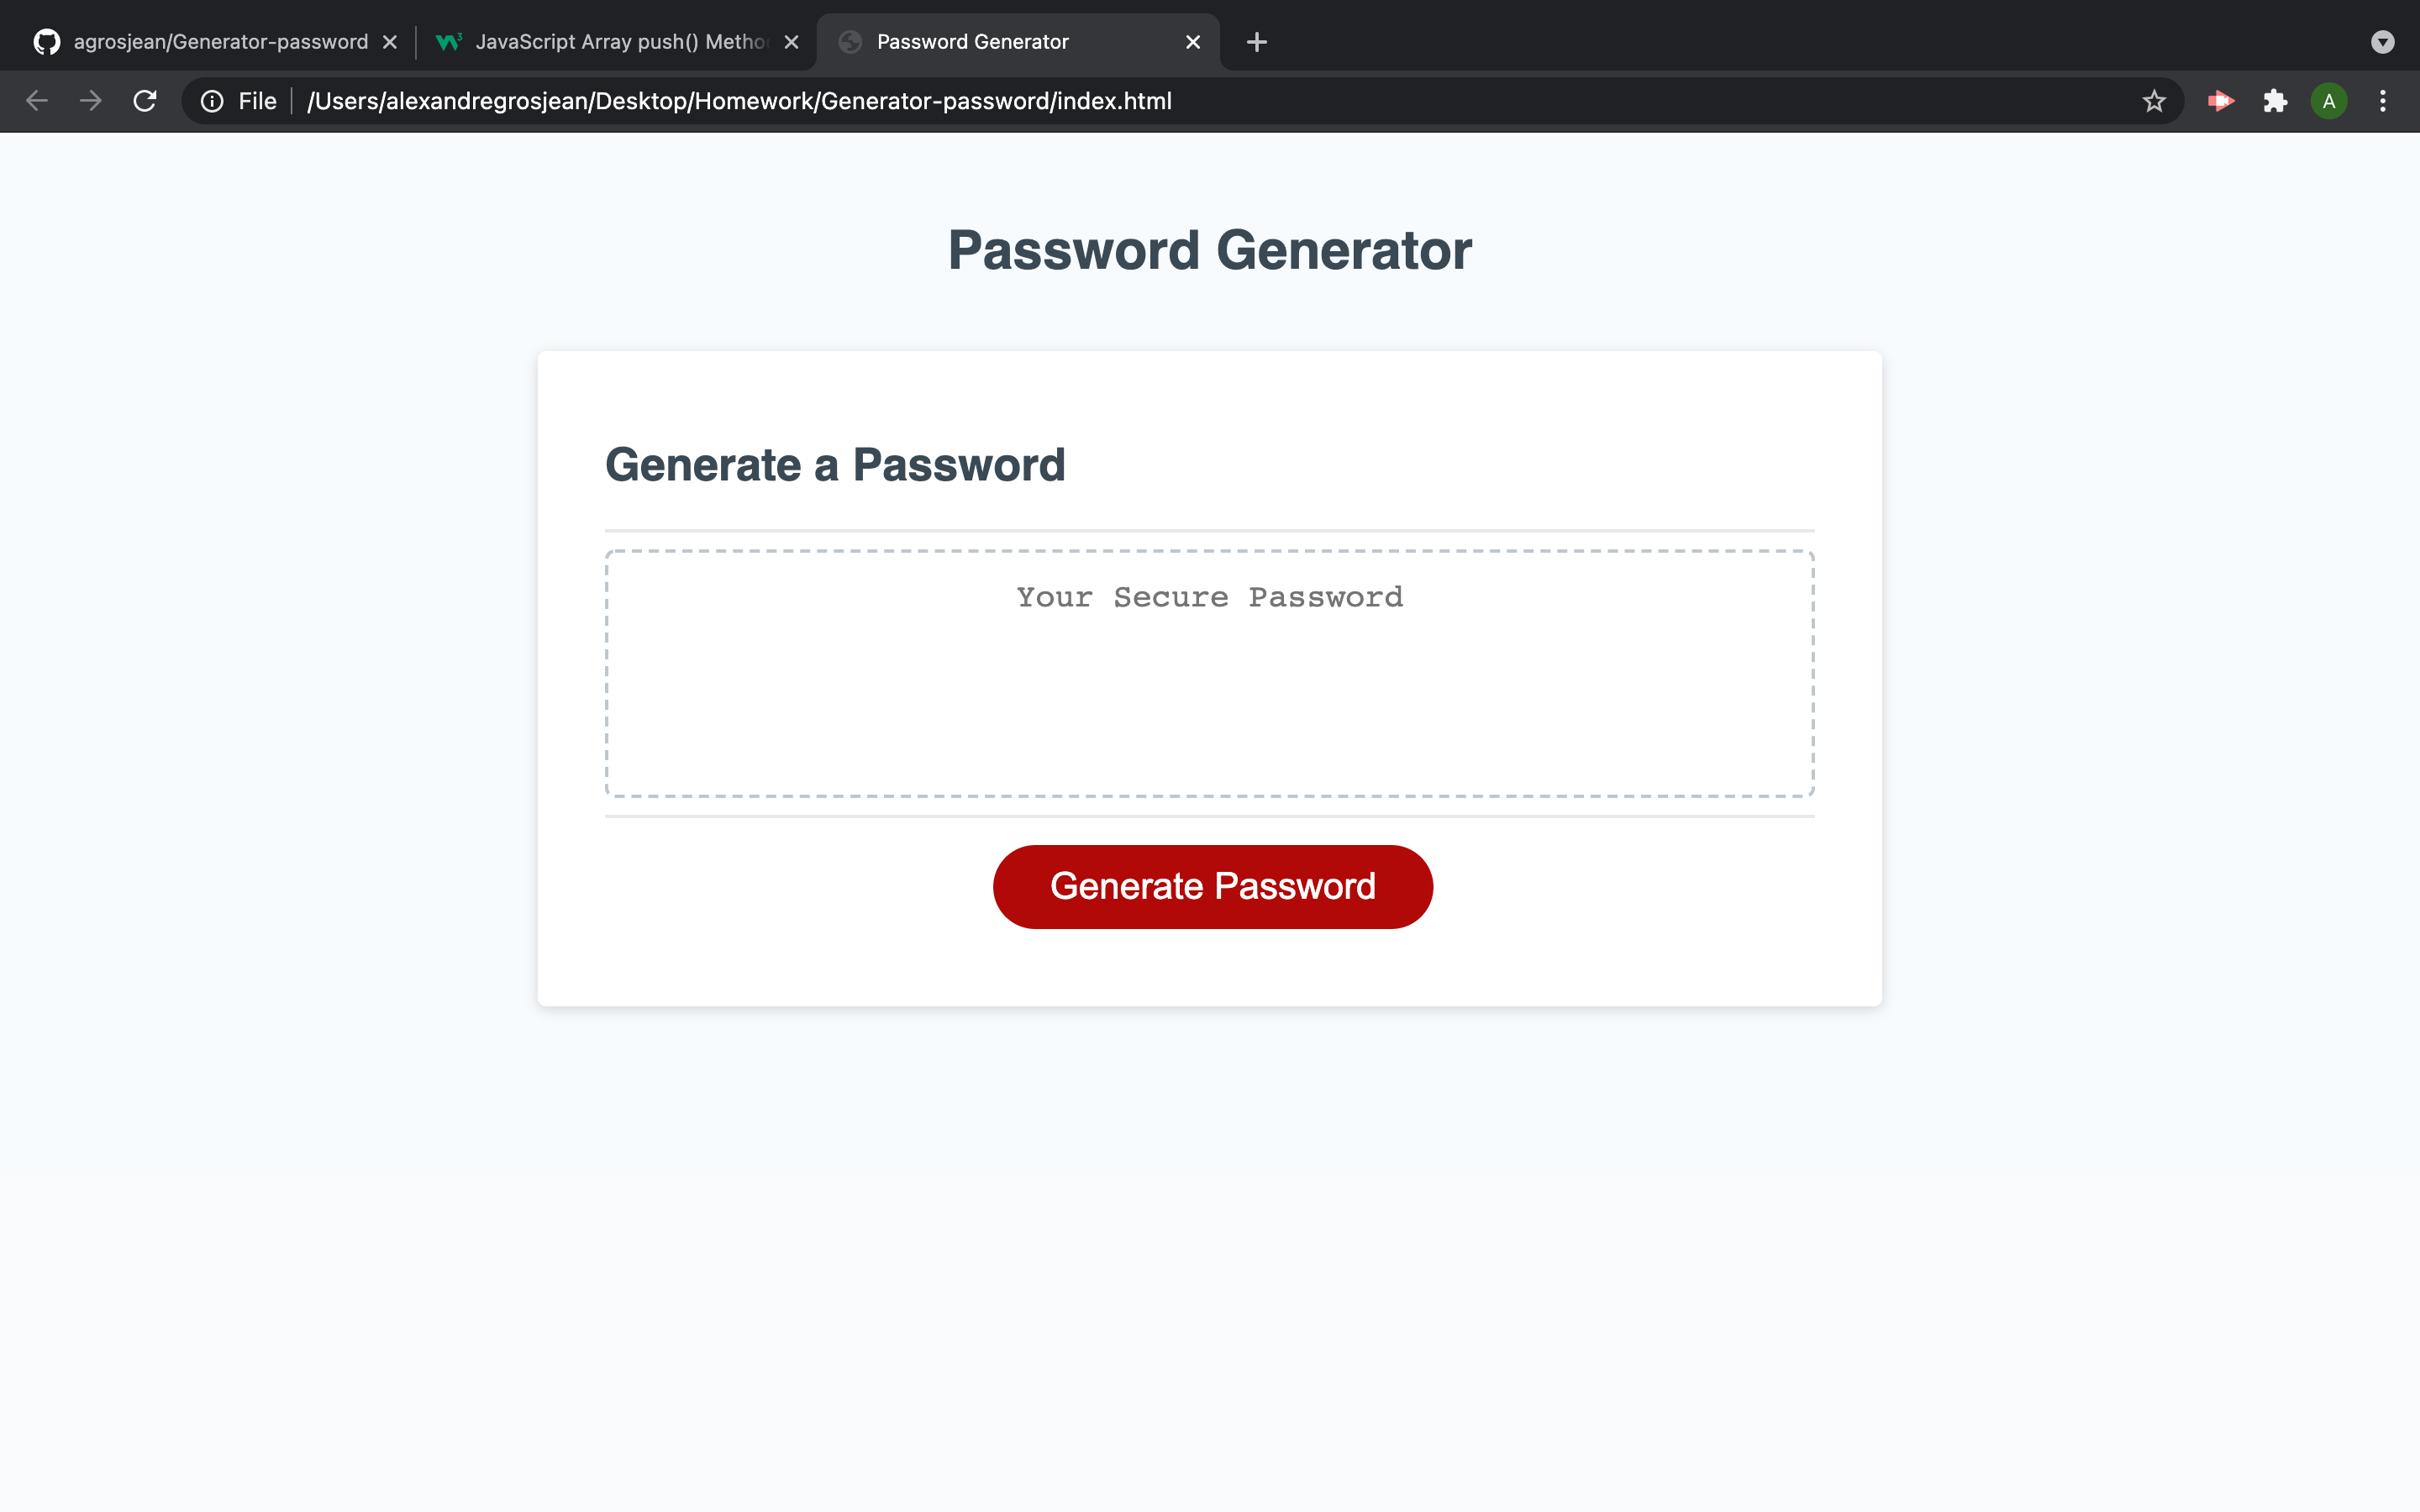 agrosjean/Generator-password
JavaScript Array push() Metho
Password Generator
File
/Users/alexandregrosjean/Desktop/Homework/Generator-password/index.html
A
Password Generator
Generate a Password
Your Secure Password
Generate Password